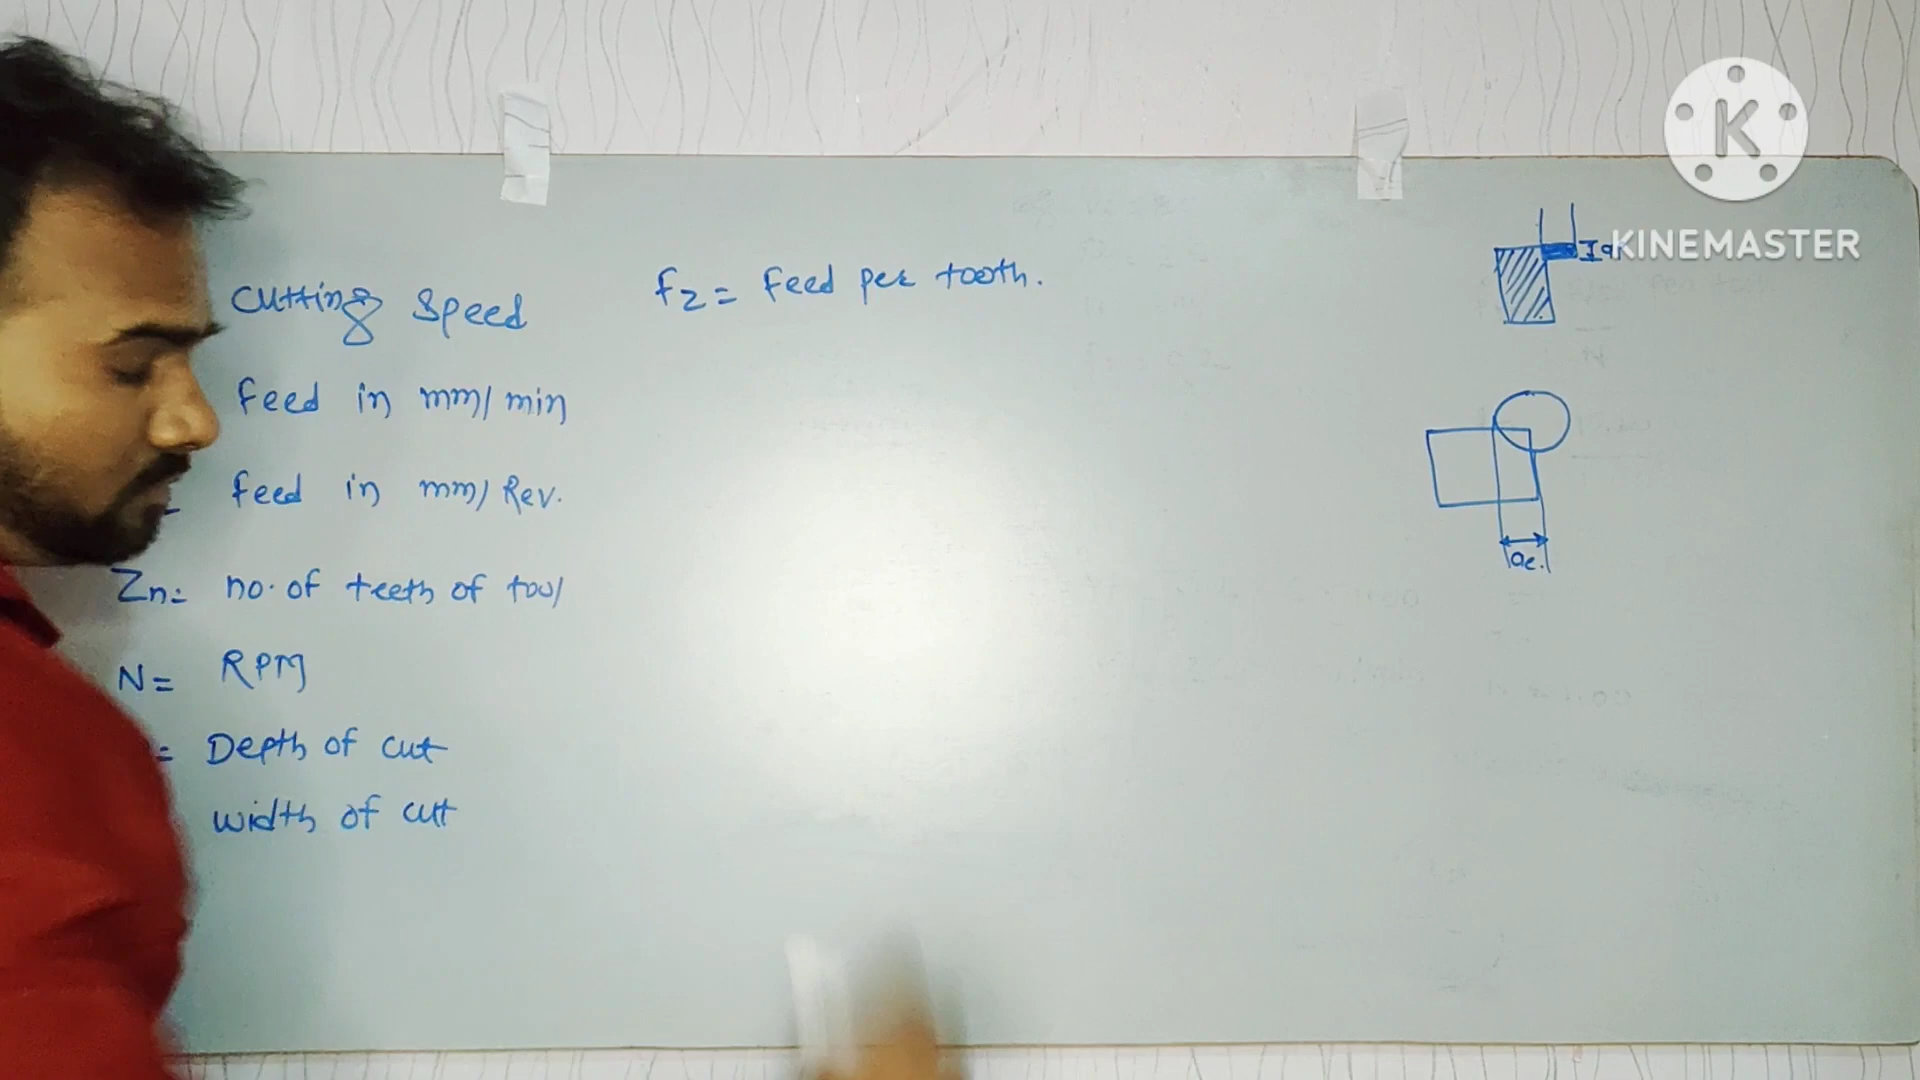 Cutting Speed
feed in mm/min
feed in mm/Rev.
Zn= no. of teeth of tool
N= RPM
= Depth of cut
width of cut
fz = feed per tooth.
ae.
K
KINEMASTER